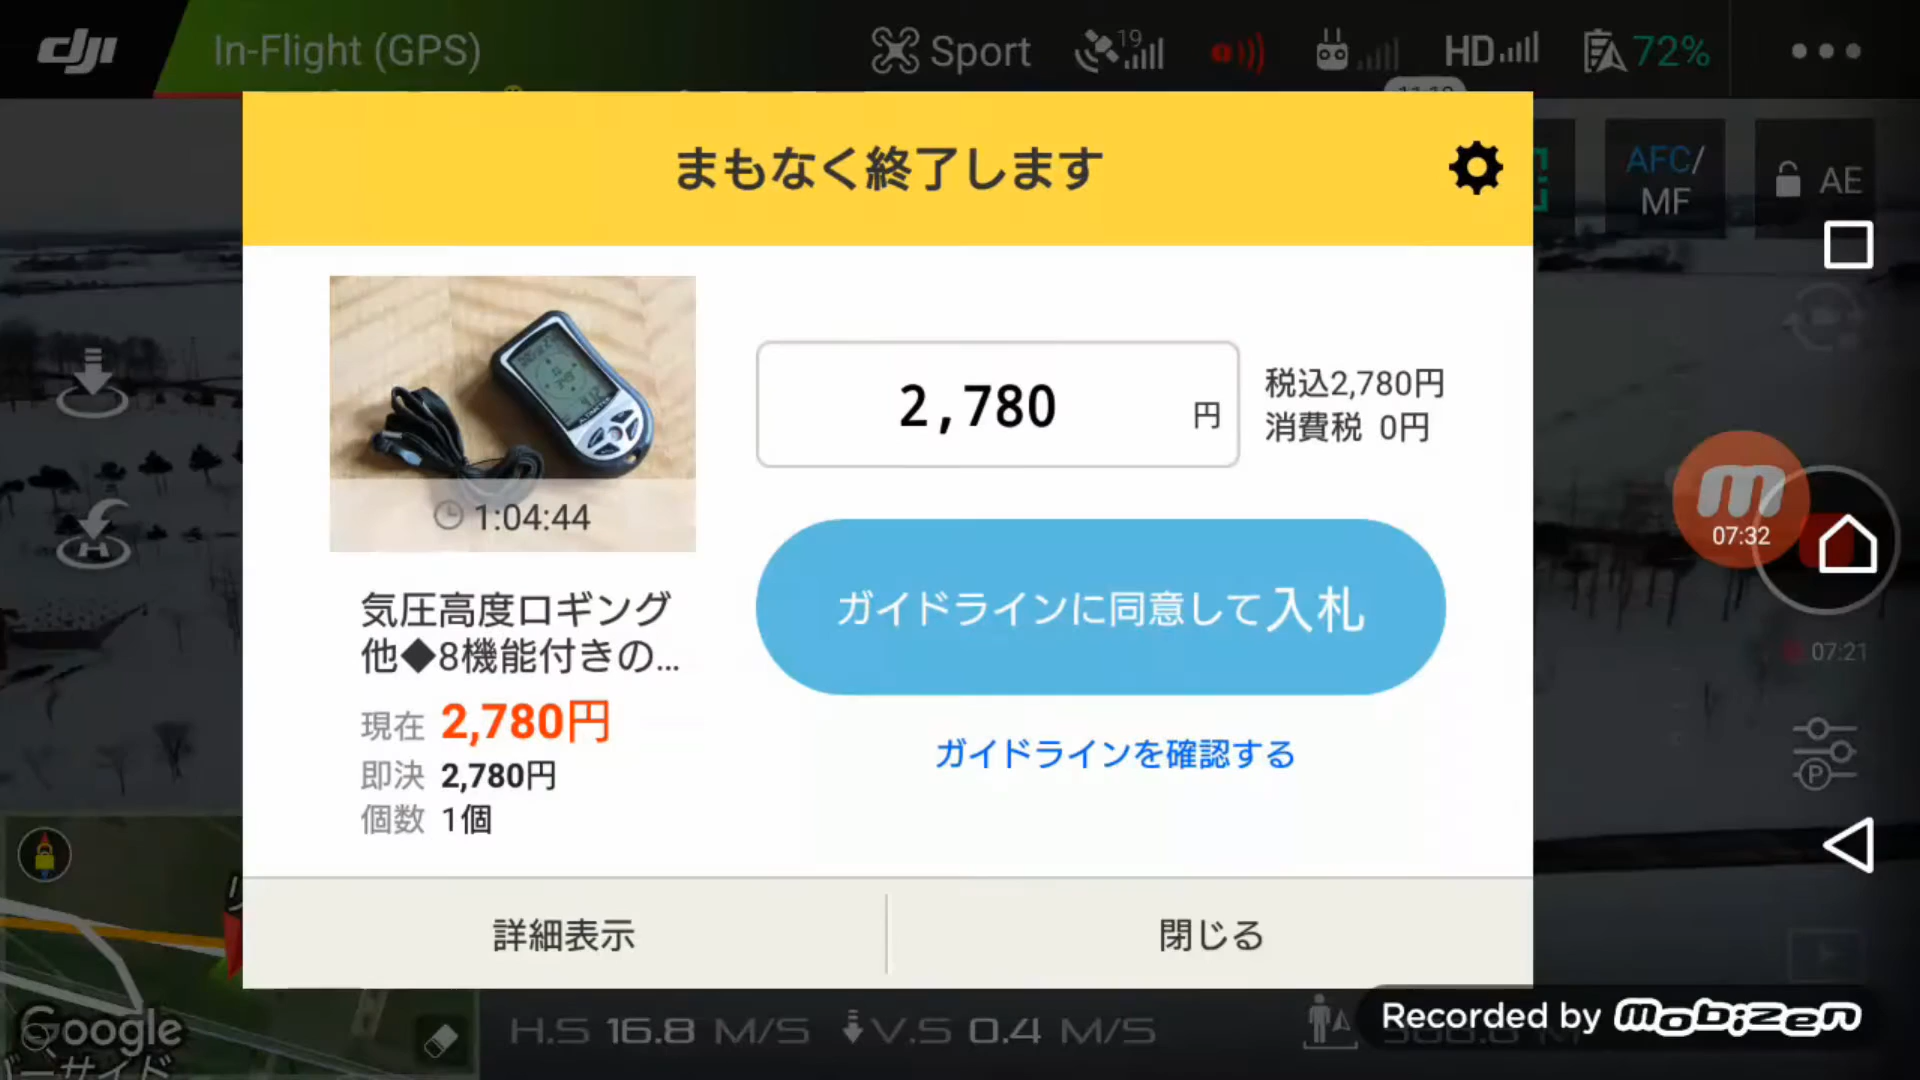 dji
In-Flight (GPS)
Sport
19
HD
72%
まもなく終了します
AFC/
MF
AE
2,780 円
税込2,780円
消費税 0円
1:04:44
07:32
ガイドラインに同意して入札
気圧高度ロギング
他◆8機能付きの...
07:21
現在 2,780円
即決 2,780円
個数 1個
ガイドラインを確認する
P
詳細表示
閉じる
Google
H.S 16.8 M/S
V.S 0.4 M/S
Recorded by mobizen